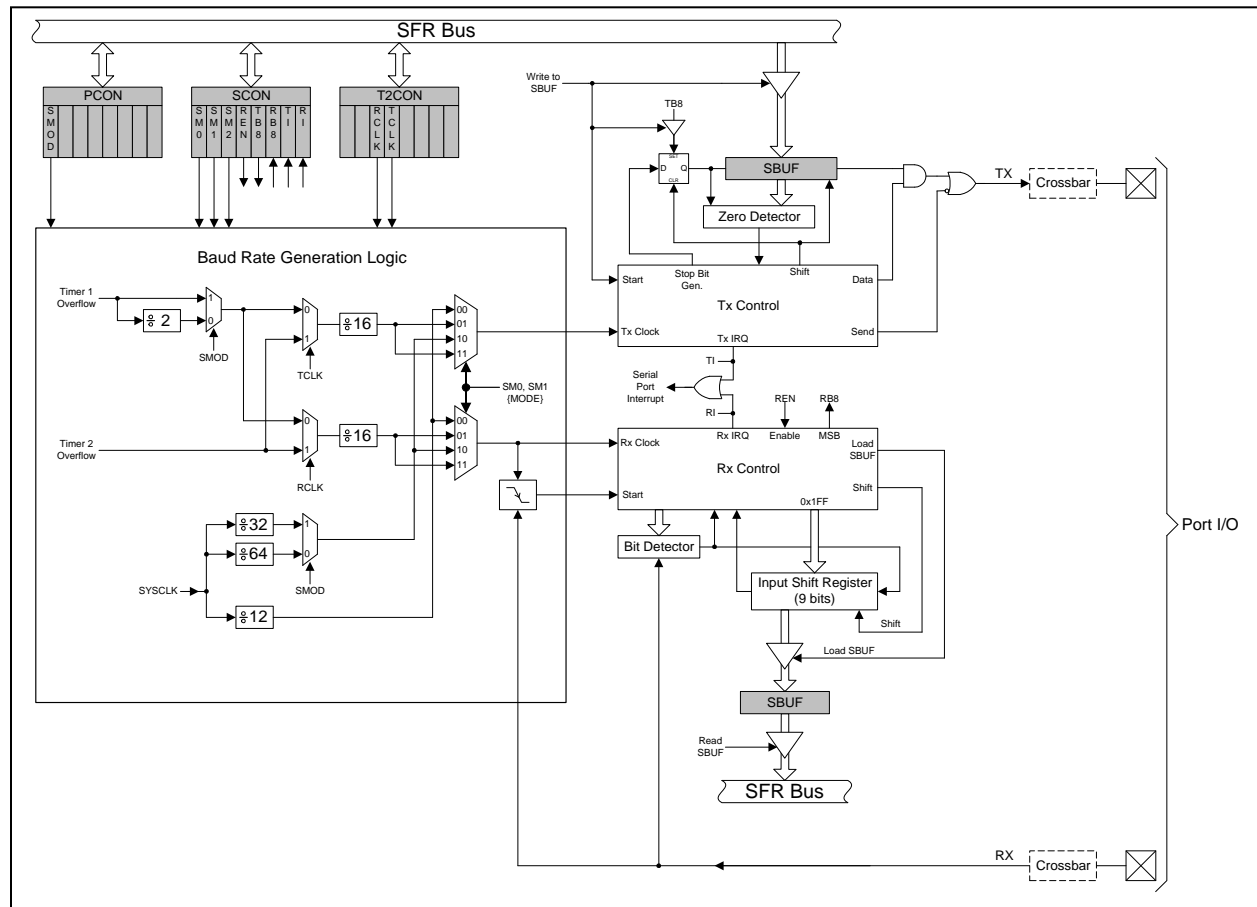 SFR Bus
PCON
SMOD
SCON
SM0
SM1
SM2
REN
TB8
RB8
TI
RI
T2CON
RCLK
TCLK
Write to
SBUF
TB8
SET
D Q
CLR
SBUF
Zero Detector
TX
Crossbar
Stop Bit
Gen.
Shift
Start
Data
Tx Control
Tx Clock
Send
Tx IRQ
TI
Serial
Port
Interrupt
RI
REN
RB8
Rx IRQ
Enable
MSB
Load
SBUF
Rx Clock
Rx Control
Shift
Start
0x1FF
Bit Detector
Input Shift Register
(9 bits)
Shift
Load SBUF
SBUF
Read
SBUF
SFR Bus
RX
Crossbar
Port I/O
Baud Rate Generation Logic
Timer 1
Overflow
÷ 2
1
0
SMOD
0
1
TCLK
÷16
00
01
10
11
SM0, SM1
{MODE}
Timer 2
Overflow
0
1
RCLK
÷16
00
01
10
11
SYSCLK
÷32
÷64
1
0
SMOD
÷12